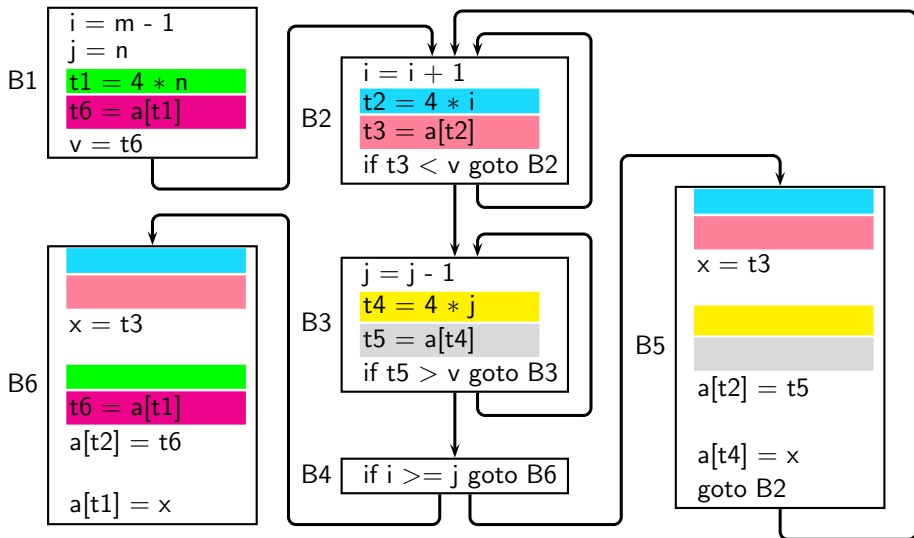 B1
i = m - 1
j = n
t1 = 4 * n
t6 = a[t1]
v = t6
B2
i = i + 1
t2 = 4 * i
t3 = a[t2]
if t3 < v goto B2
B3
j = j - 1
t4 = 4 * j
t5 = a[t4]
if t5 > v goto B3
B4
if i >= j goto B6
B5
x = t3
a[t2] = t5
a[t4] = x
goto B2
B6
x = t3
t6 = a[t1]
a[t2] = t6
a[t1] = x